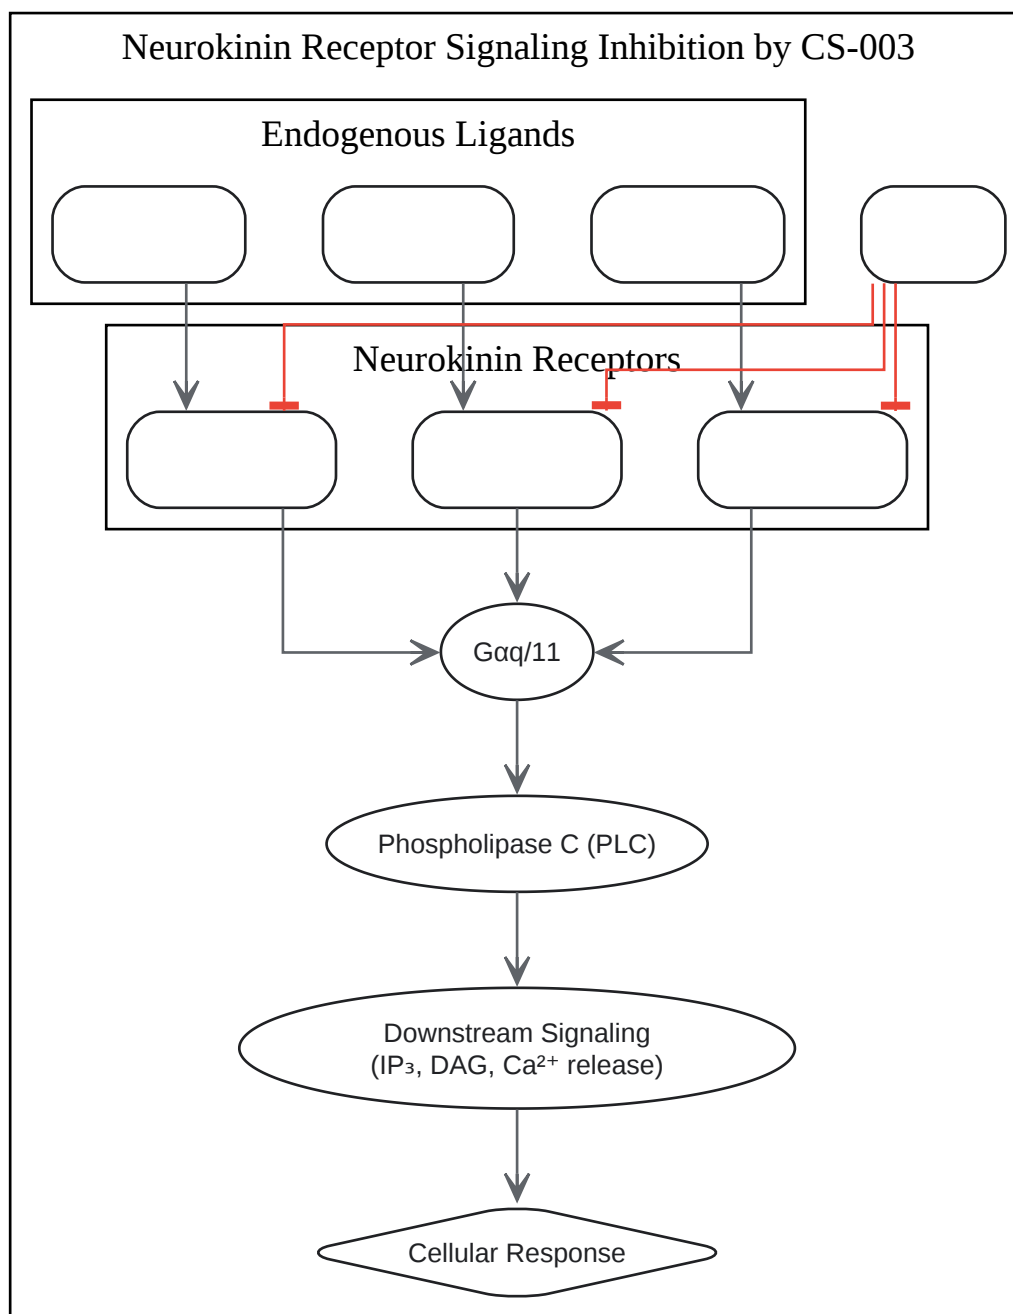 Neurokinin Receptor Signaling Inhibition by CS-003
Endogenous Ligands
Neurokinin Receptors
Gαq/11
Phospholipase C (PLC)
Downstream Signaling
(IP₃, DAG, Ca²⁺ release)
Cellular Response